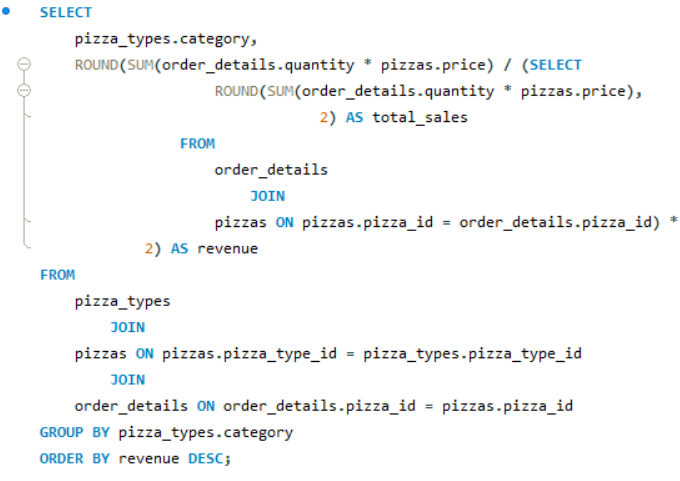 SELECT
pizza_types.category,
ROUND(SUM(order_details.quantity * pizzas.price) / (SELECT
ROUND(SUM(order_details.quantity * pizzas.price),
2) AS total_sales
FROM
order_details
JOIN
pizzas ON pizzas.pizza_id = order_details.pizza_id) *
2) AS revenue
FROM
pizza_types
JOIN
pizzas ON pizzas.pizza_type_id = pizza_types.pizza_type_id
JOIN
order_details ON order_details.pizza_id = pizzas.pizza_id
GROUP BY pizza_types.category
ORDER BY revenue DESC;